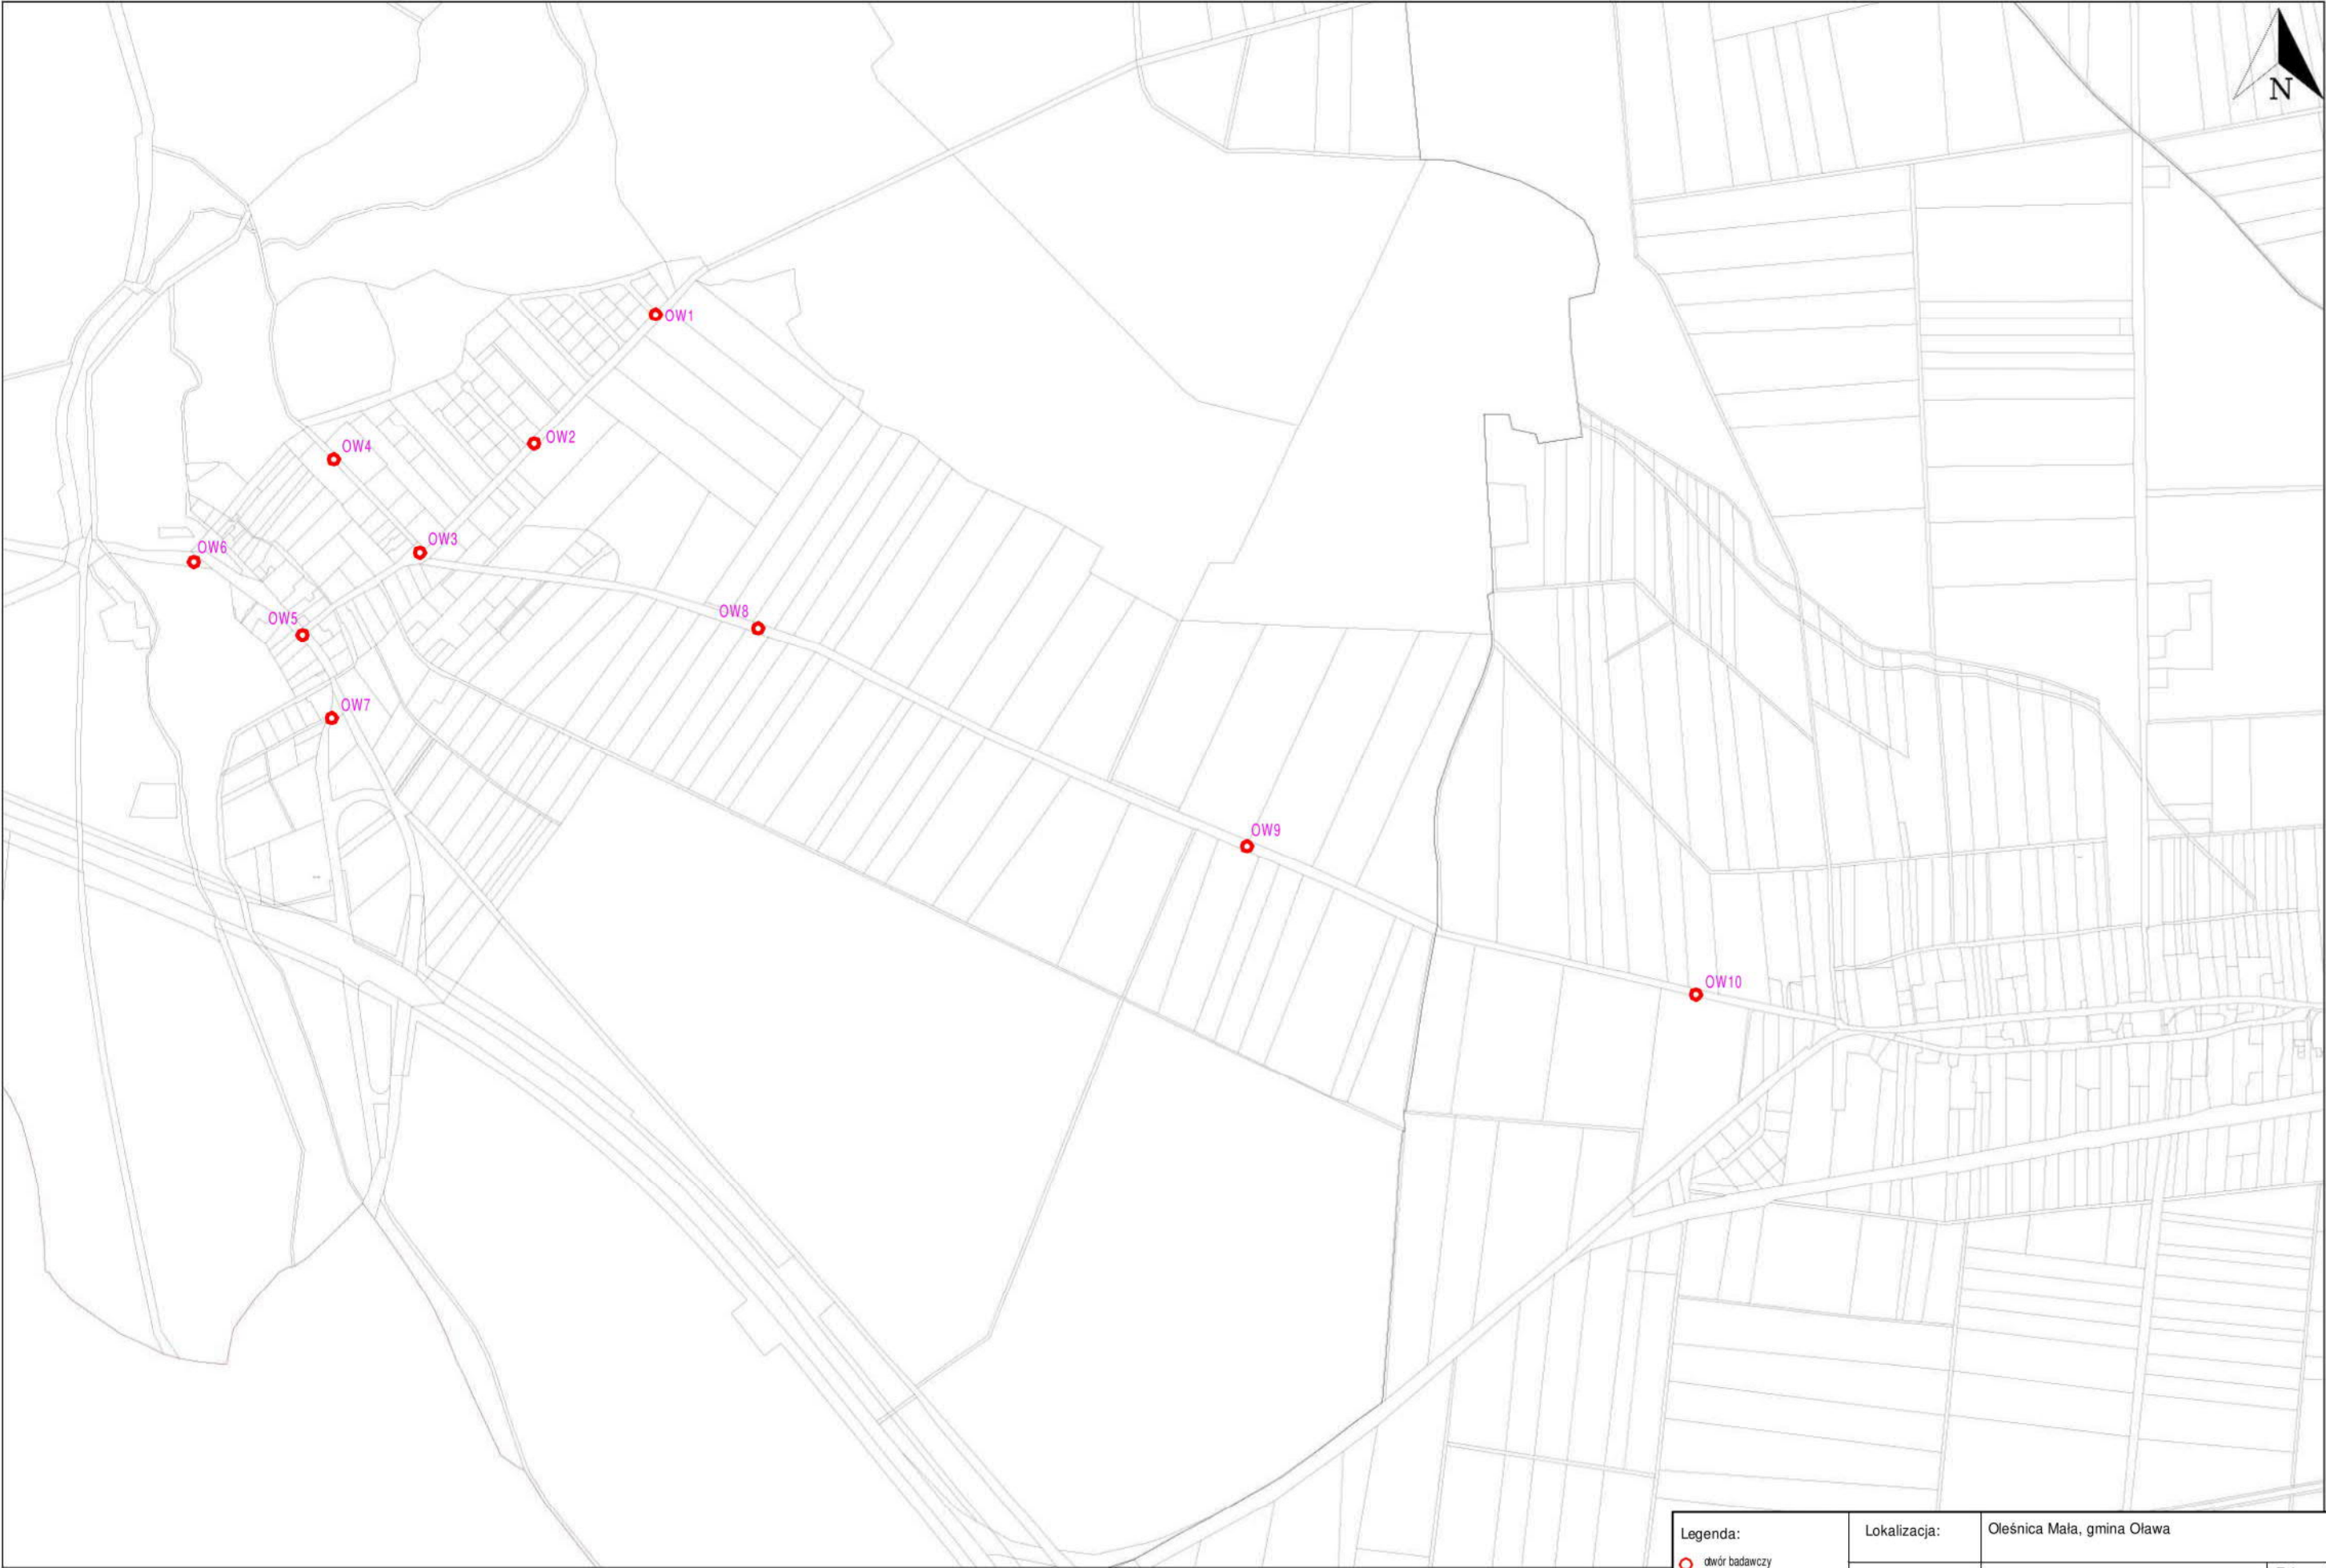 N
OW1
OW2
OW4
OW3
OW6
OW5
OW8
OW7
OW9
OW10
Legenda:
otwór badawczy
Lokalizacja:
Oleśnica Mała, gmina Oława